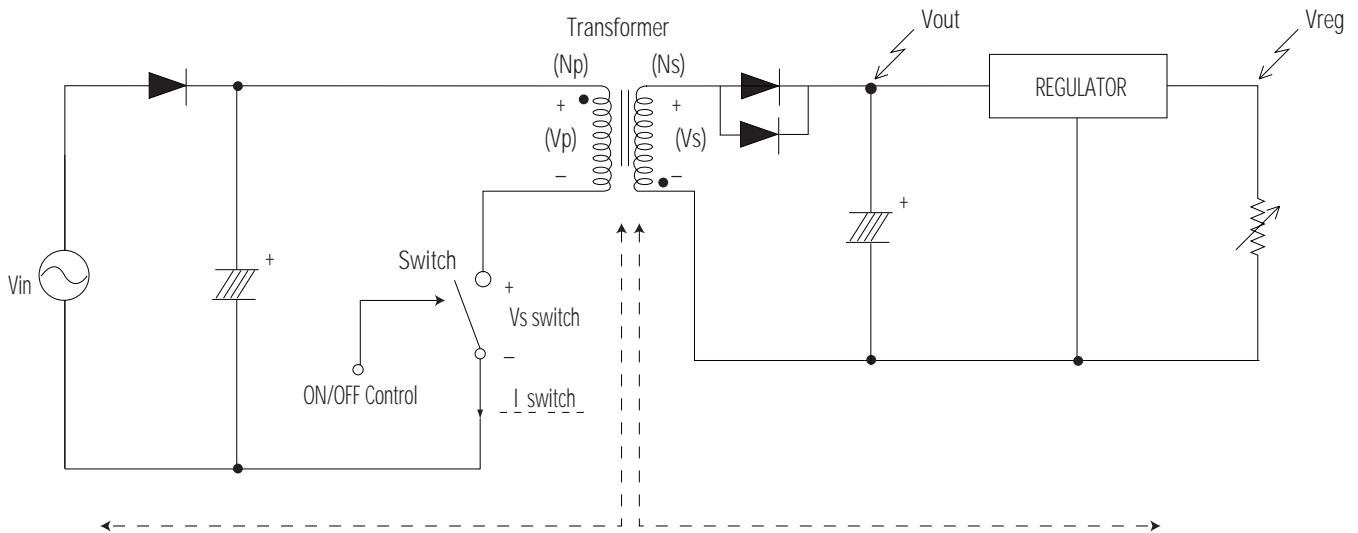 Transformer
(Np)
(Ns)
Vout
Vreg
REGULATOR
+
+
(Vp)
(Vs)
–
–
+
+
Vin
Switch
+
Vs switch
–
ON/OFF Control
I switch